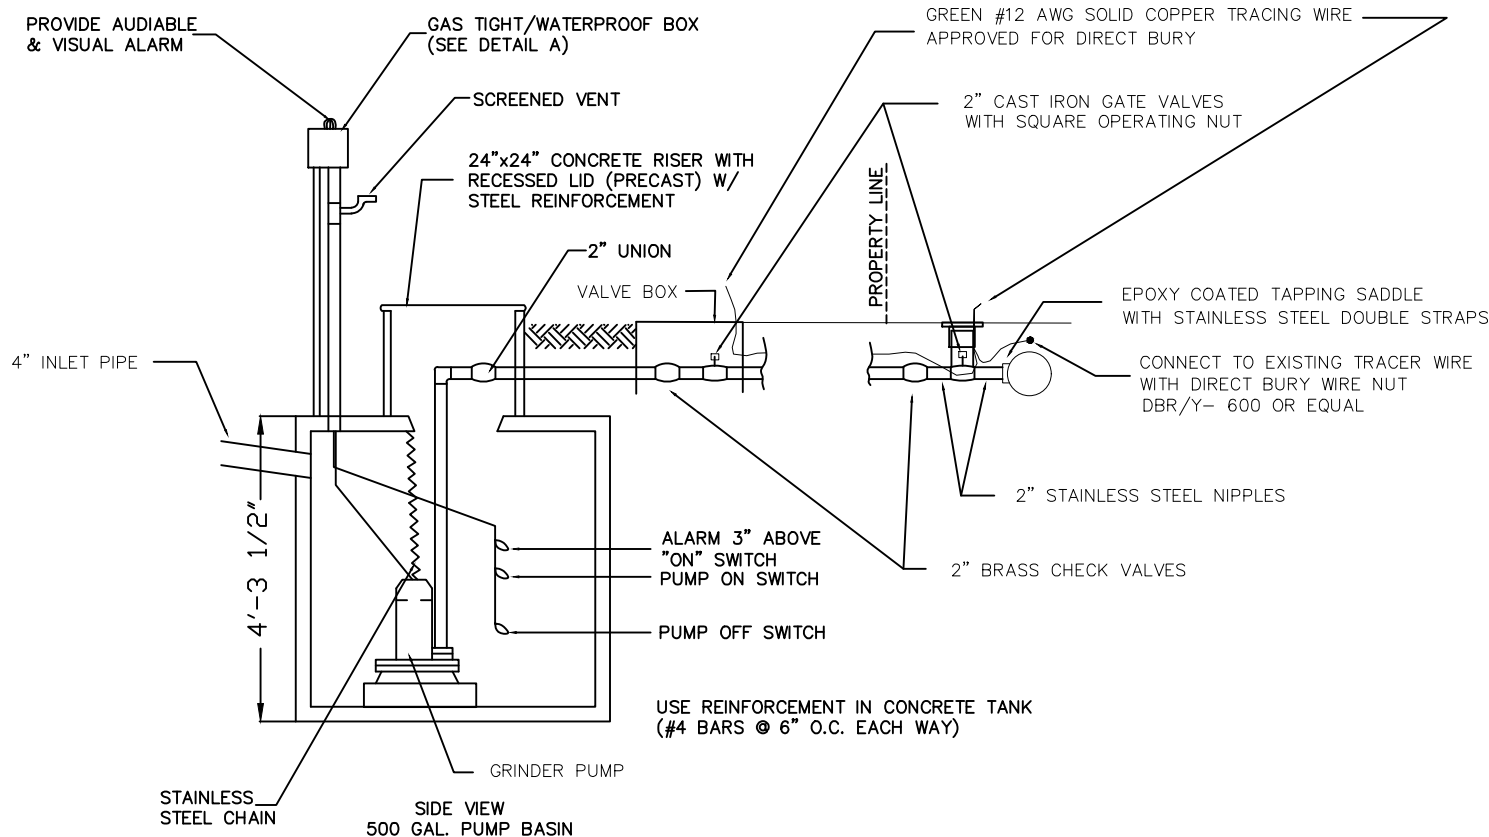 PROVIDE AUDIABLE
& VISUAL ALARM
GAS TIGHT/WATERPROOF BOX
(SEE DETAIL A)
GREEN #12 AWG SOLID COPPER TRACING WIRE
APPROVED FOR DIRECT BURY
SCREENED VENT
2" CAST IRON GATE VALVES
WITH SQUARE OPERATING NUT
24"x24" CONCRETE RISER WITH
RECESSED LID (PRECAST) W/
STEEL REINFORCEMENT
PROPERTY LINE
2" UNION
VALVE BOX
EPOXY COATED TAPPING SADDLE
WITH STAINLESS STEEL DOUBLE STRAPS
4" INLET PIPE
CONNECT TO EXISTING TRACER WIRE
WITH DIRECT BURY WIRE NUT
DBR/Y- 600 OR EQUAL
4'-3 1/2"
2" STAINLESS STEEL NIPPLES
ALARM 3" ABOVE
"ON" SWITCH
PUMP ON SWITCH
2" BRASS CHECK VALVES
PUMP OFF SWITCH
USE REINFORCEMENT IN CONCRETE TANK
(#4 BARS @ 6" O.C. EACH WAY)
GRINDER PUMP
STAINLESS
STEEL CHAIN
SIDE VIEW
500 GAL. PUMP BASIN